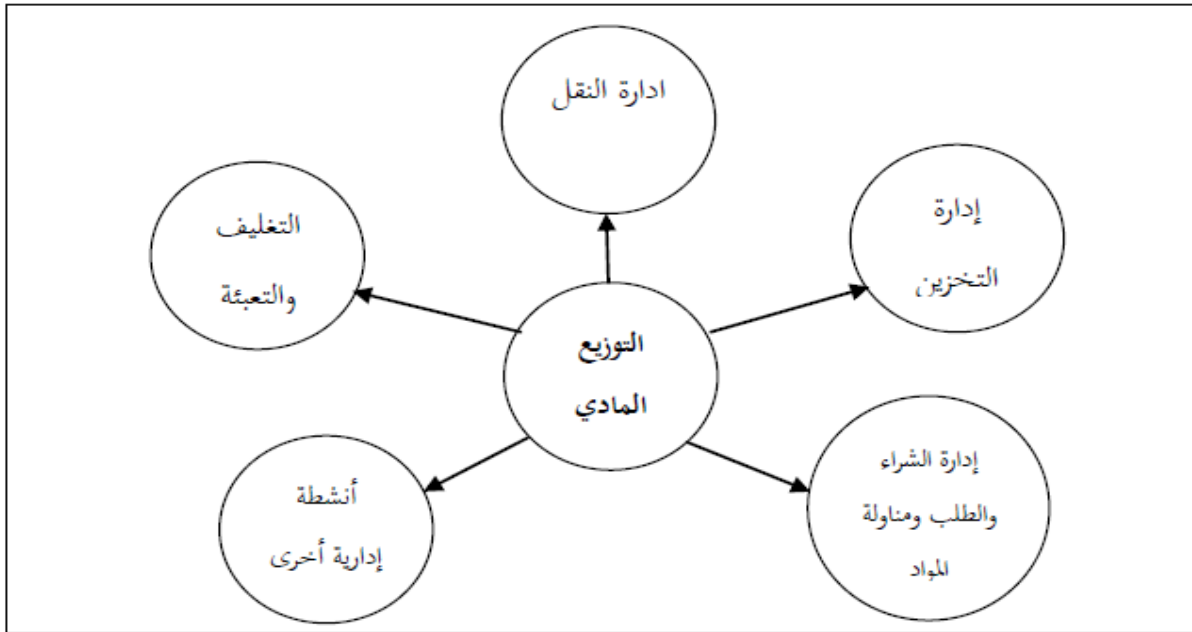 ادارة النقل
إدارة
التخزين
التغليف
والتعبئة
التوزيع
المادي
إدارة الشراء
والطلب ومناولة
المواد
أنشطة
إدارية أخرى